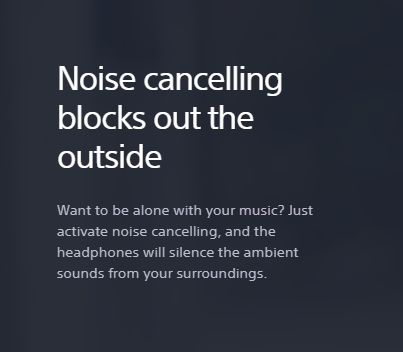 Noise cancelling
blocks out the
outside
Want to be alone with your music? Just
activate noise cancelling, and the
headphones will silence the ambient
sounds from your surroundings.